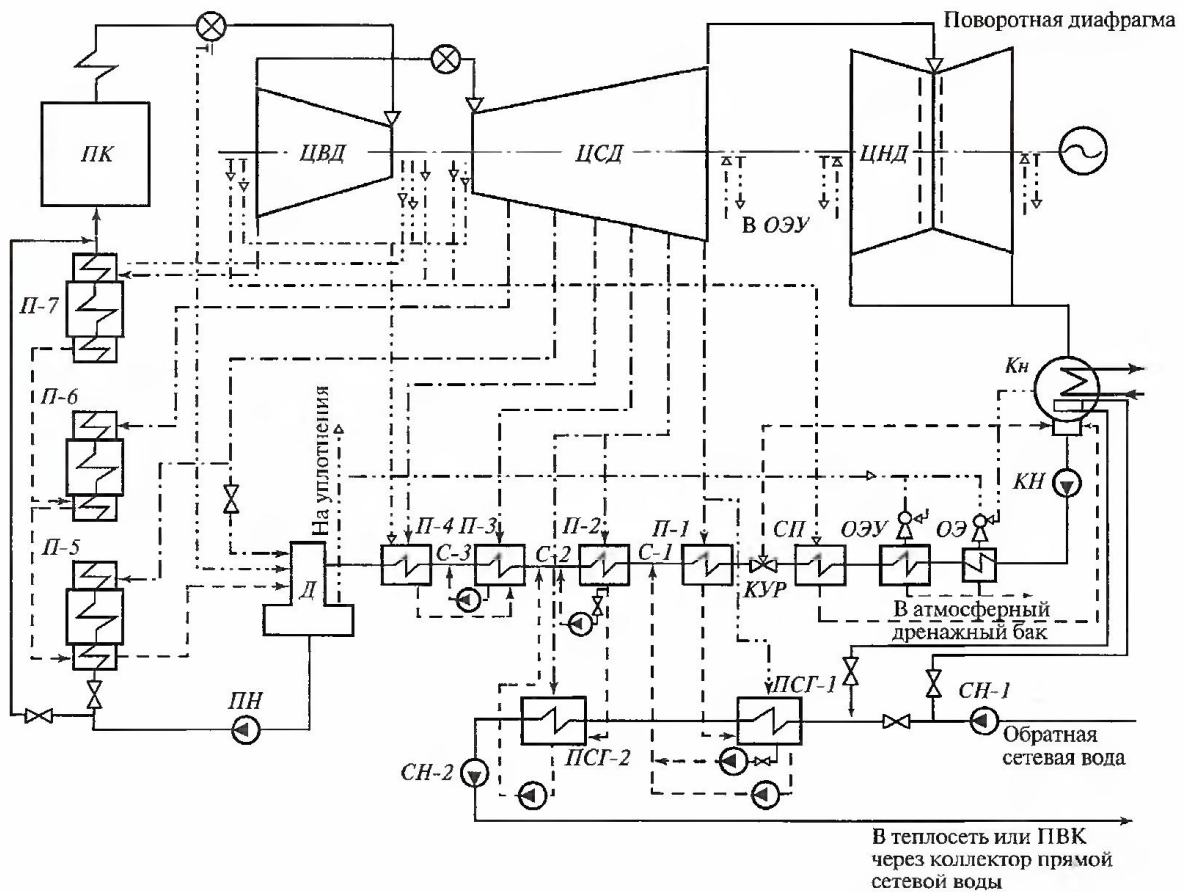 Поворотная диафрагма
ПК
ЦВД
ЦСД
ЦНД
В ОЭУ
П-7
Кн
П-6
На уплотнения
КН
П-5
П-4
П-3
П-2
П-1
СП
ОЭУ
ОЭ
С-3
С-2
С-1
КУР
Д
В атмосферный
дренажный бак
ПН
ПСГ-1
СН-1
Обратная
сетевая вода
ПСГ-2
СН-2
В теплосеть или ПВК
через коллектор прямой
сетевой воды